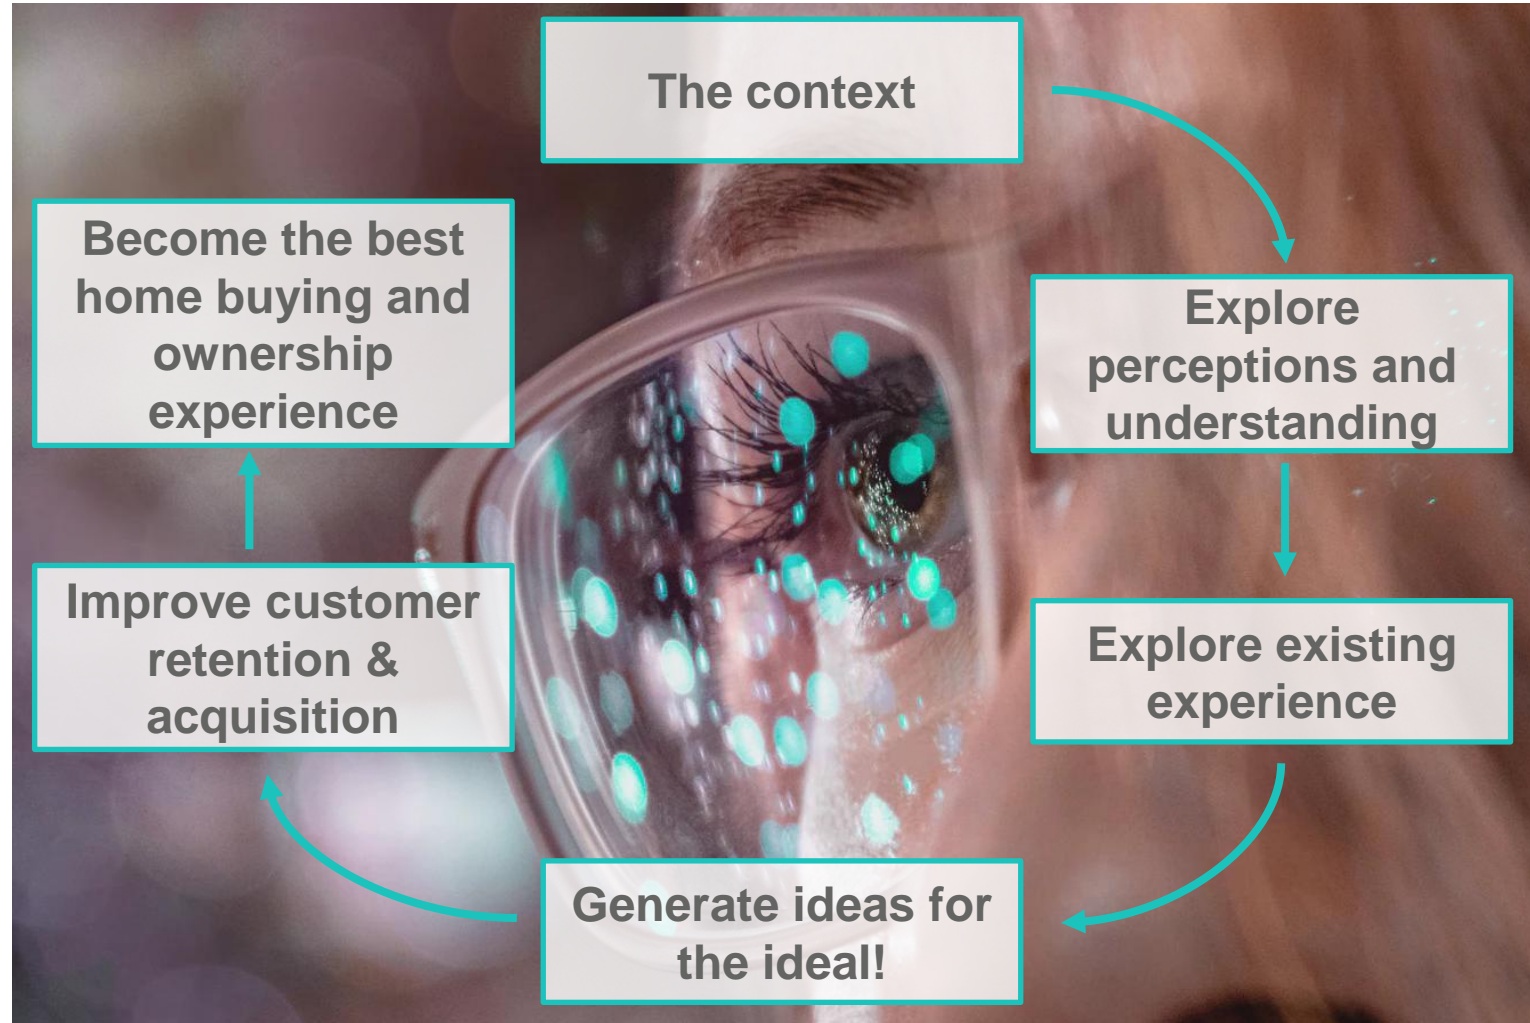 The context
Explore
perceptions and
understanding
Explore existing
experience
Generate ideas for
the ideal!
Improve customer
retention &
acquisition
Become the best
home buying and
ownership
experience